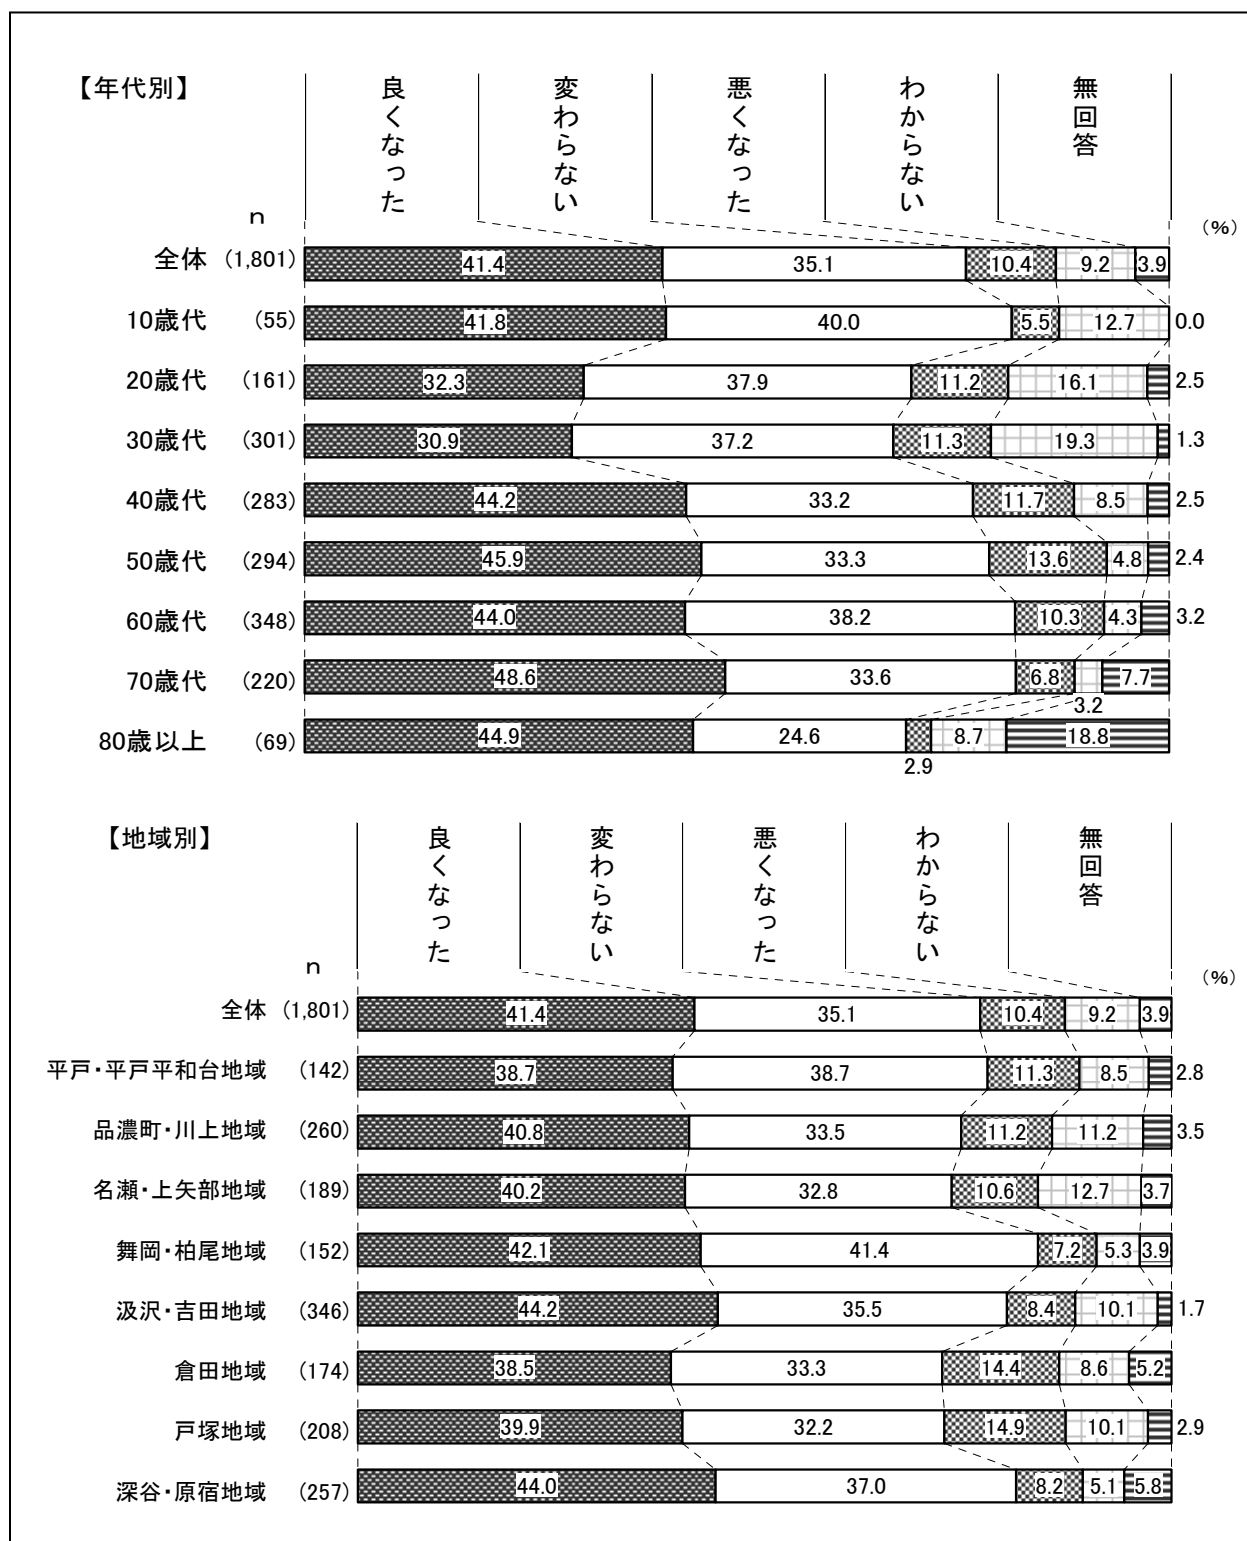 【年代別】
良くなった
変わらない
悪くなった
わからない
無回答
n
(%)
全体 (1,801) 41.4 35.1 10.4 9.2 3.9
10歳代 (55) 41.8 40.0 5.5 12.7 0.0
20歳代 (161) 32.3 37.9 11.2 16.1 2.5
30歳代 (301) 30.9 37.2 11.3 19.3 1.3
40歳代 (283) 44.2 33.2 11.7 8.5 2.5
50歳代 (294) 45.9 33.3 13.6 4.8 2.4
60歳代 (348) 44.0 38.2 10.3 4.3 3.2
70歳代 (220) 48.6 33.6 6.8 3.2 7.7
80歳以上 (69) 44.9 24.6 2.9 8.7 18.8
【地域別】
良くなった
変わらない
悪くなった
わからない
無回答
n
(%)
全体 (1,801) 41.4 35.1 10.4 9.2 3.9
平戸・平戸平和台地域 (142) 38.7 38.7 11.3 8.5 2.8
品濃町・川上地域 (260) 40.8 33.5 11.2 11.2 3.5
名瀬・上矢部地域 (189) 40.2 32.8 10.6 12.7 3.7
舞岡・柏尾地域 (152) 42.1 41.4 7.2 5.3 3.9
汲沢・吉田地域 (346) 44.2 35.5 8.4 10.1 1.7
倉田地域 (174) 38.5 33.3 14.4 8.6 5.2
戸塚地域 (208) 39.9 32.2 14.9 10.1 2.9
深谷・原宿地域 (257) 44.0 37.0 8.2 5.1 5.8